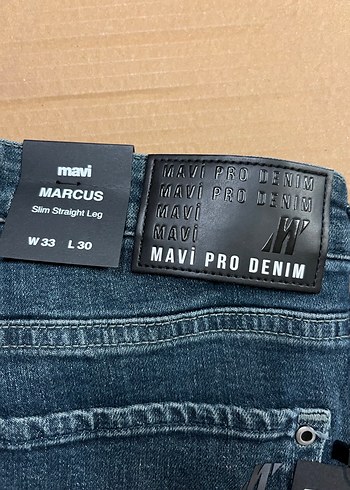 mavi
MARCUS
Slim Straight Leg
W 33 L 30
MAVİ PRO DENIM
MAVİ PRO DENIM
MAVİ
MAVİ
M
MAVİ PRO DENIM